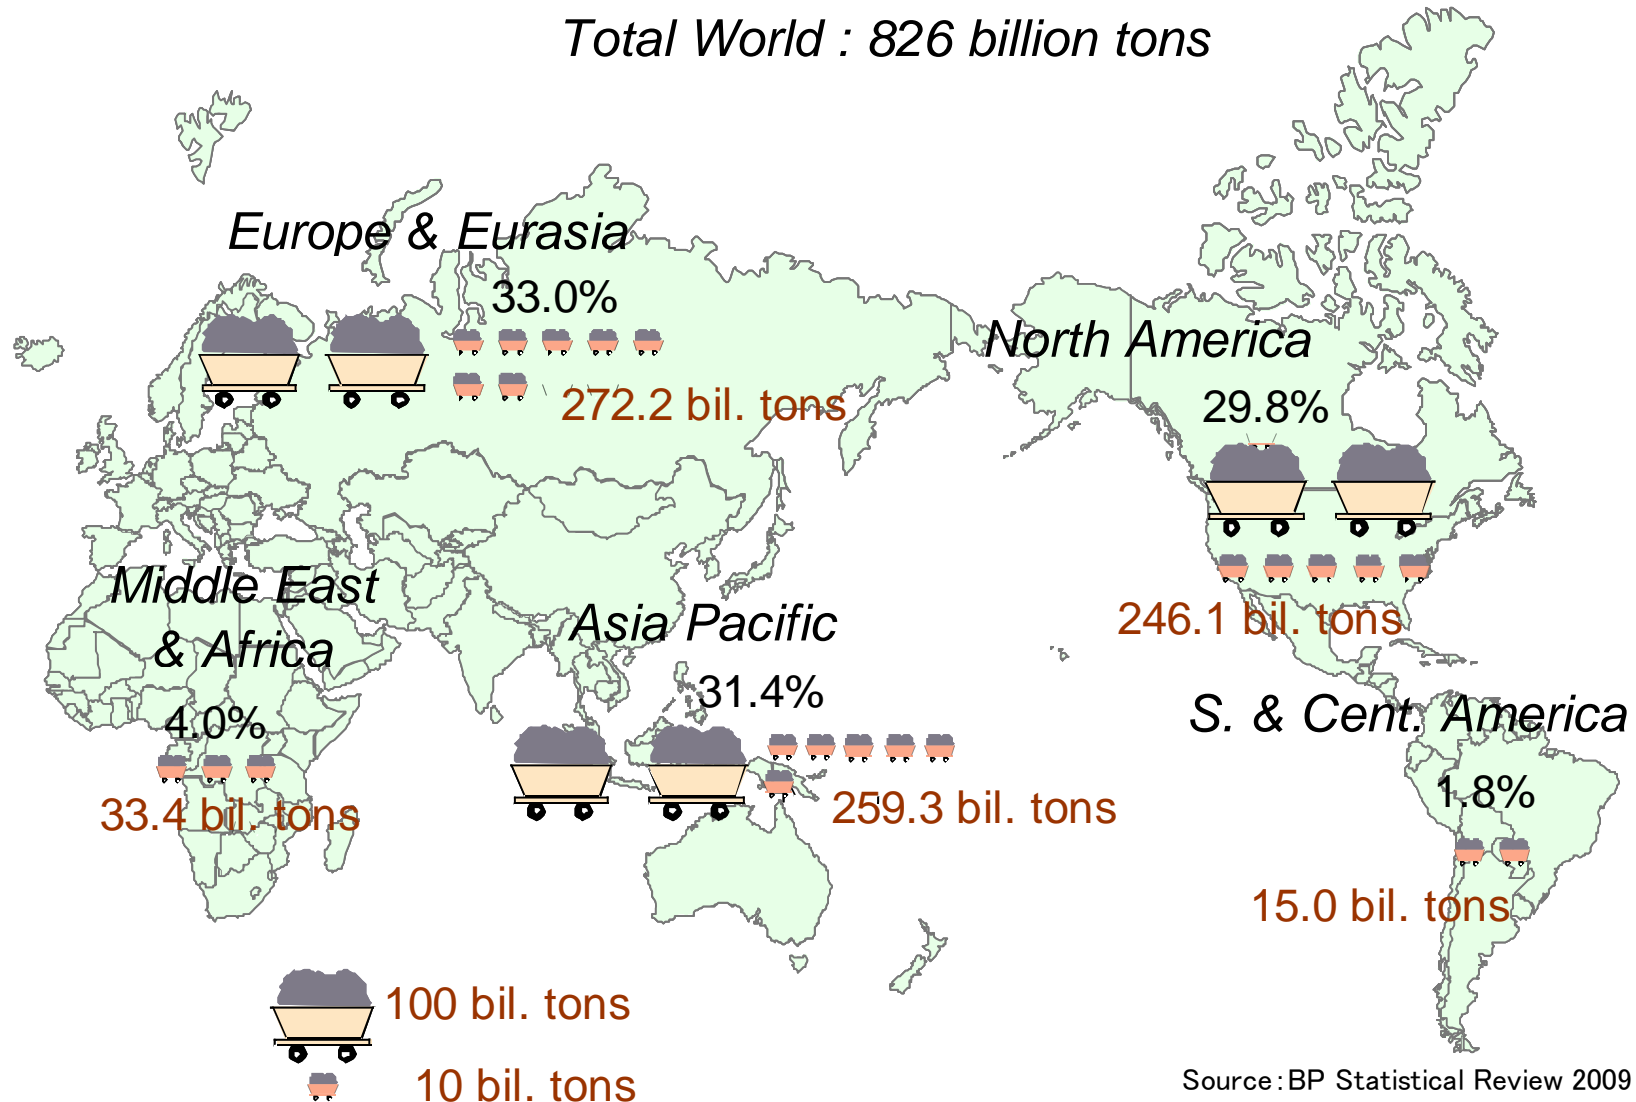 Total World : 826 billion tons
Europe & Eurasia
33.0%
272.2 bil. tons
North America
29.8%
246.1 bil. tons
Middle East
& Africa
4.0%
33.4 bil. tons
Asia Pacific
31.4%
259.3 bil. tons
S. & Cent. America
1.8%
15.0 bil. tons
100 bil. tons
10 bil. tons
Source:BP Statistical Review 2009